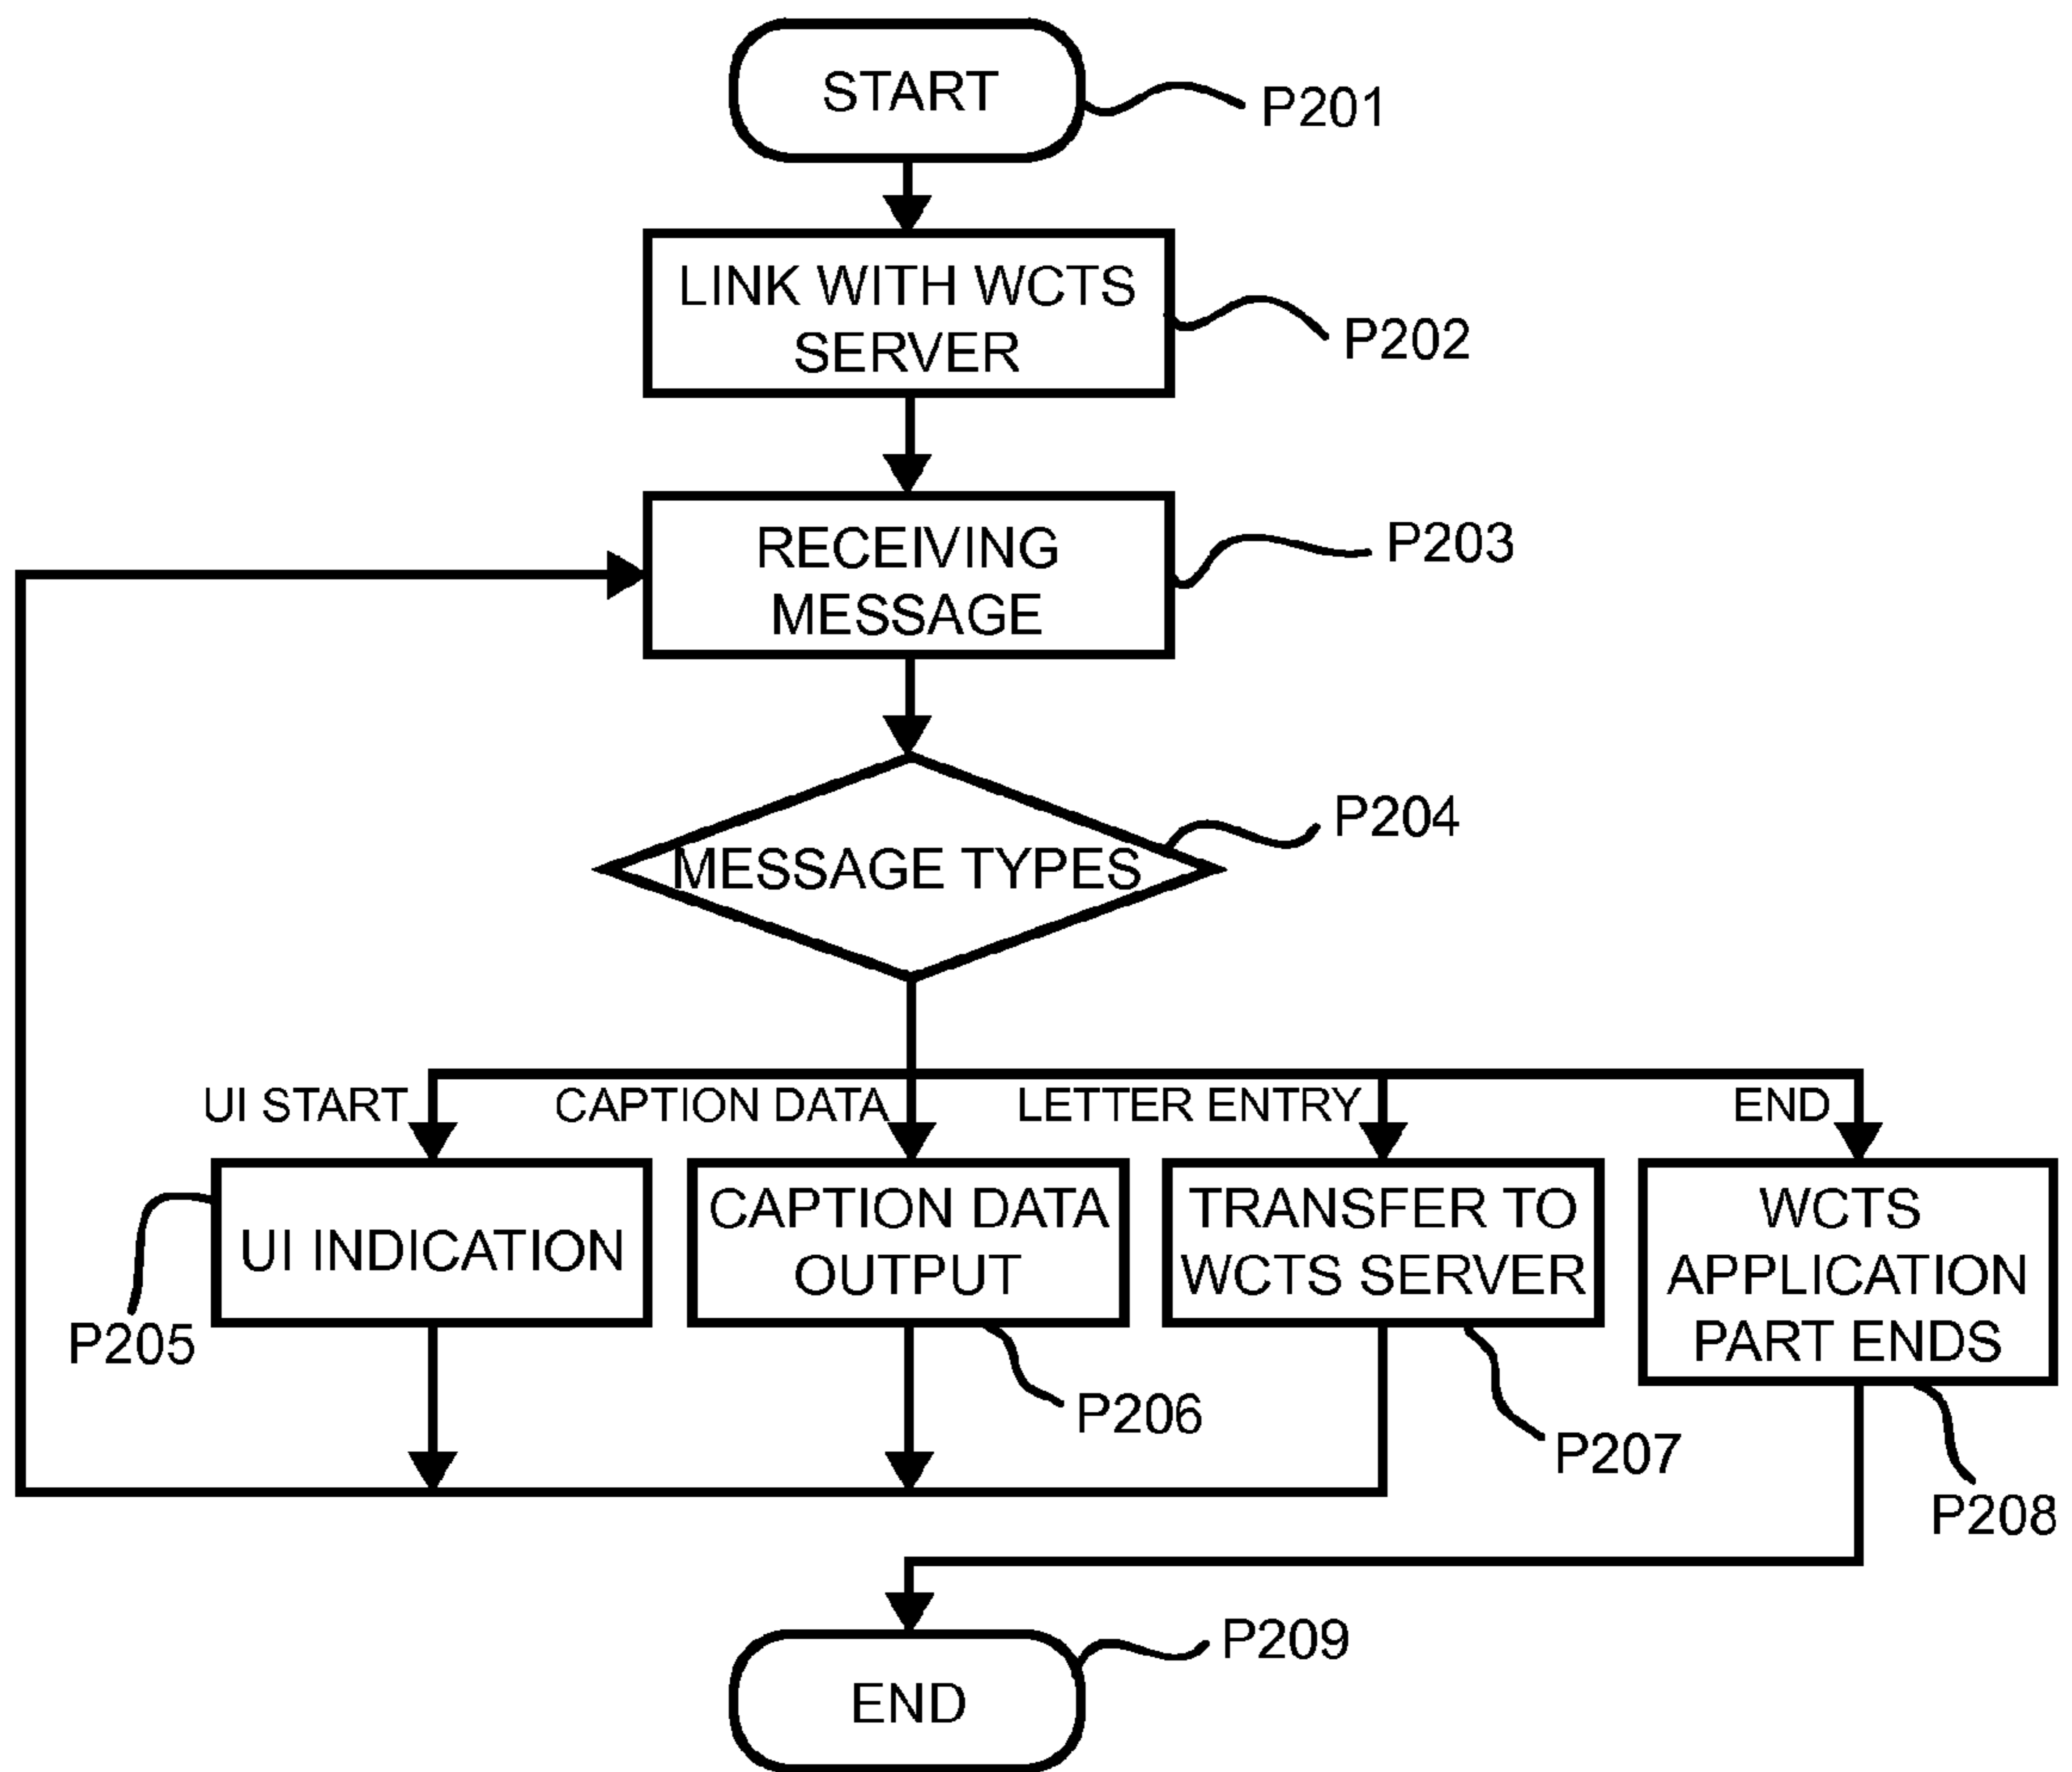 START
P201
LINK WITH WCTS
SERVER
P202
RECEIVING
MESSAGE
P203
MESSAGE TYPES
P204
UI START
CAPTION DATA
LETTER ENTRY
END
UI INDICATION
P205
CAPTION DATA
OUTPUT
P206
TRANSFER TO
WCTS SERVER
P207
WCTS
APPLICATION
PART ENDS
P208
END
P209